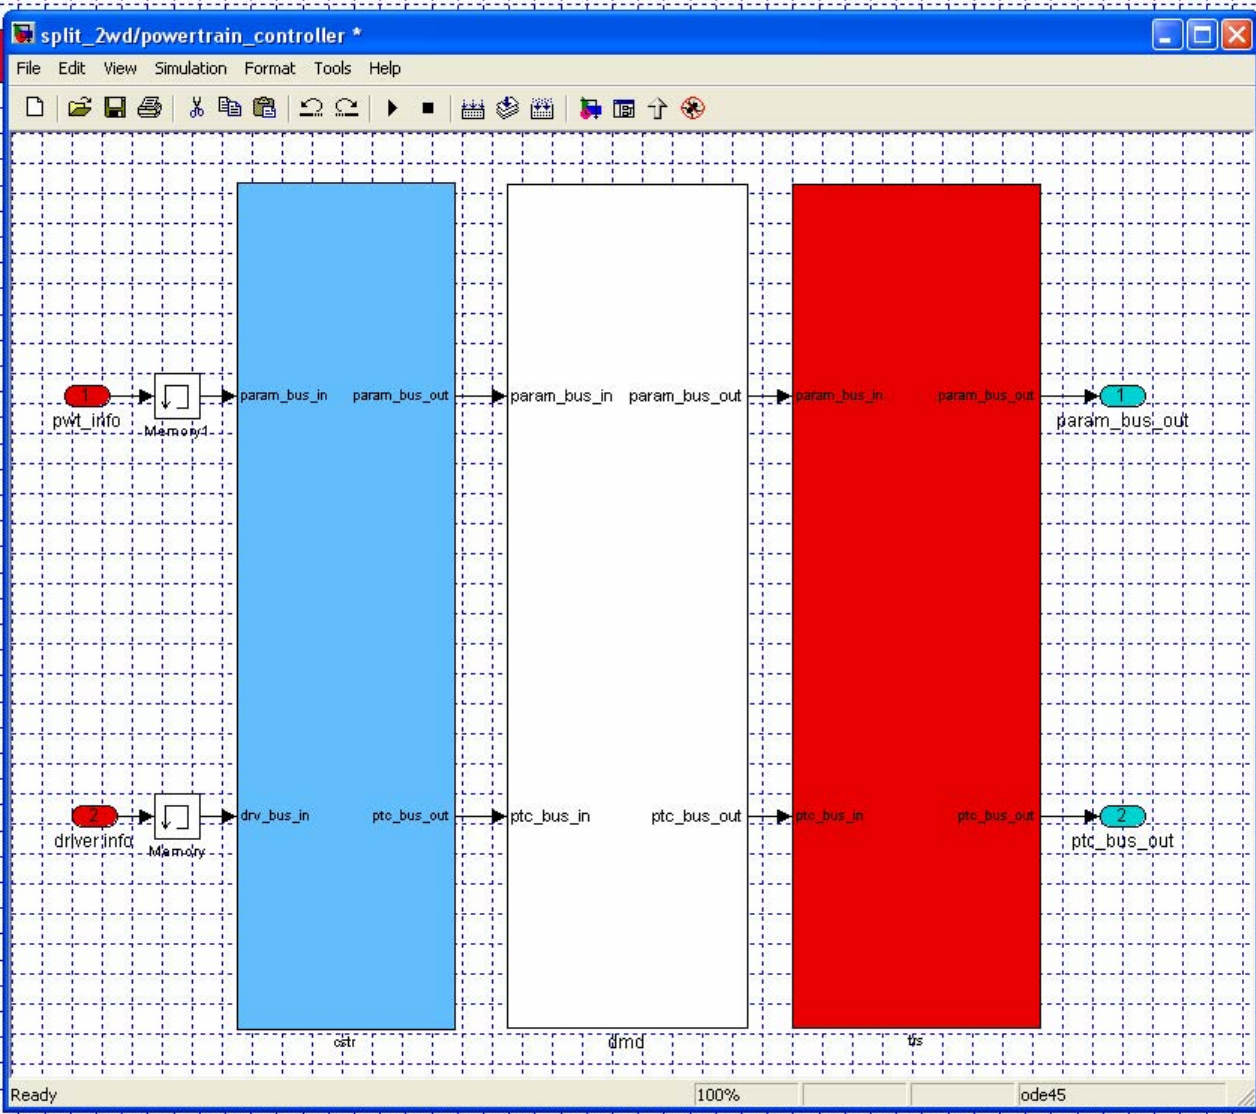 split_2wd/powertrain_controller *
File Edit View Simulation Format Tools Help
1 param_bus_in param_bus_out param_bus_in param_bus_out param_bus_in param_bus_out 1
pwt_info Memory1 param_bus_out
2 drv_bus_in ptc_bus_out ptc_bus_in ptc_bus_out ptc_bus_in ptc_bus_out 2
driver info Memory ptc_bus_out
cstr dmd trs
Ready 100% ode45